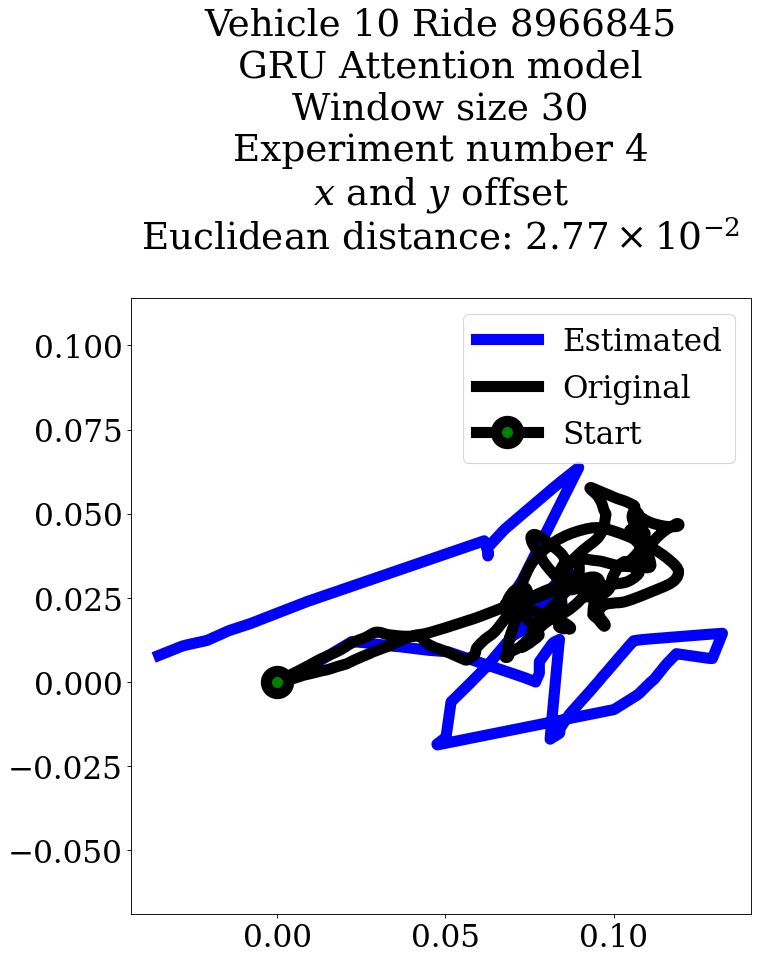 Vehicle 10 Ride 8966845
GRU Attention model
Window size 30
Experiment number 4
x and y offset
Euclidean distance: 2.77 × 10⁻²
Estimated
Original
Start
0.100
0.075
0.050
0.025
0.000
−0.025
−0.050
0.00 0.05 0.10